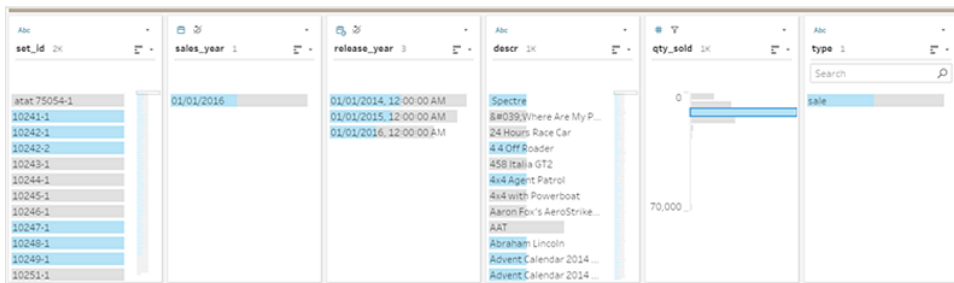 Abc
set_id 2K
atat 75054-1
10241-1
10242-1
10242-2
10243-1
10244-1
10245-1
10246-1
10247-1
10248-1
10249-1
10251-1
sales_year 1
01/01/2016
release_year 3
01/01/2014, 12:00:00 AM
01/01/2015, 12:00:00 AM
01/01/2016, 12:00:00 AM
Abc
descr 1K
Spectre
&#039;Where Are My P...
24 Hours Race Car
4 4 Off Roader
458 Italia GT2
4x4 Agent Patrol
4x4 with Powerboat
Aaron Fox's AeroStrike...
AAT
Abraham Lincoln
Advent Calendar 2014 ...
Advent Calendar 2014 ...
#
qty_sold 1K
0
70,000
Abc
type 1
Search
sale